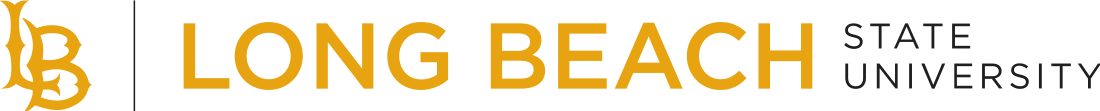 LB
LONG BEACH
STATE
UNIVERSITY